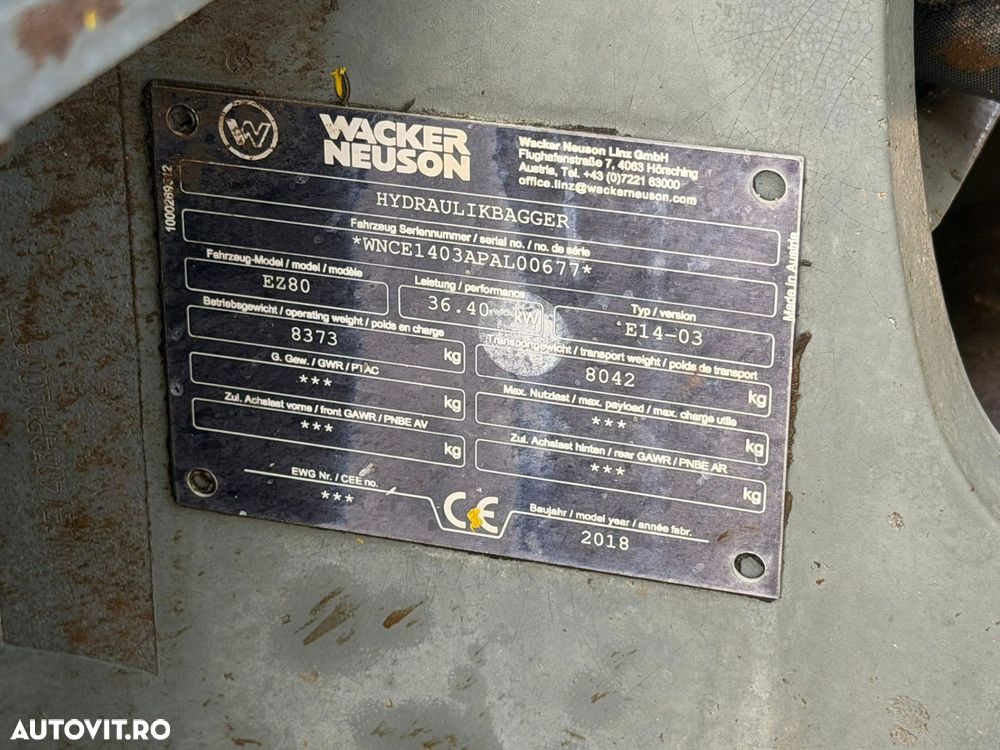 W
WACKER
NEUSON
Wacker Neuson Linz GmbH
Flughafenstraße 7, 4063 Hörsching
Austria, Tel. +43 (0)7221 63000
office.linz@wackerneuson.com
HYDRAULIKBAGGER
Fahrzeug Seriennummer / serial no. / no. de série
*WNCE1403APAL00677*
Fahrzeug-Model / model / modèle
EZ80
Leistung / performance
36.40 kW
Typ / version
E14-03
Betriebsgewicht / operating weight / poids en charge
8373 kg
Transportgewicht / transport weight / poids de transport
8042 kg
G. Gew. / GWR / PTAC
*** kg
Max. Nutzlast / max. payload / max. charge utile
*** kg
Zul. Achslast vorne / front GAWR / PNBE AV
*** kg
Zul. Achslast hinten / rear GAWR / PNBE AR
*** kg
EWG Nr. / CEE no.
***
CE
Baujahr / model year / année fabr.
2018
Made in Austria
AUTOVIT.RO